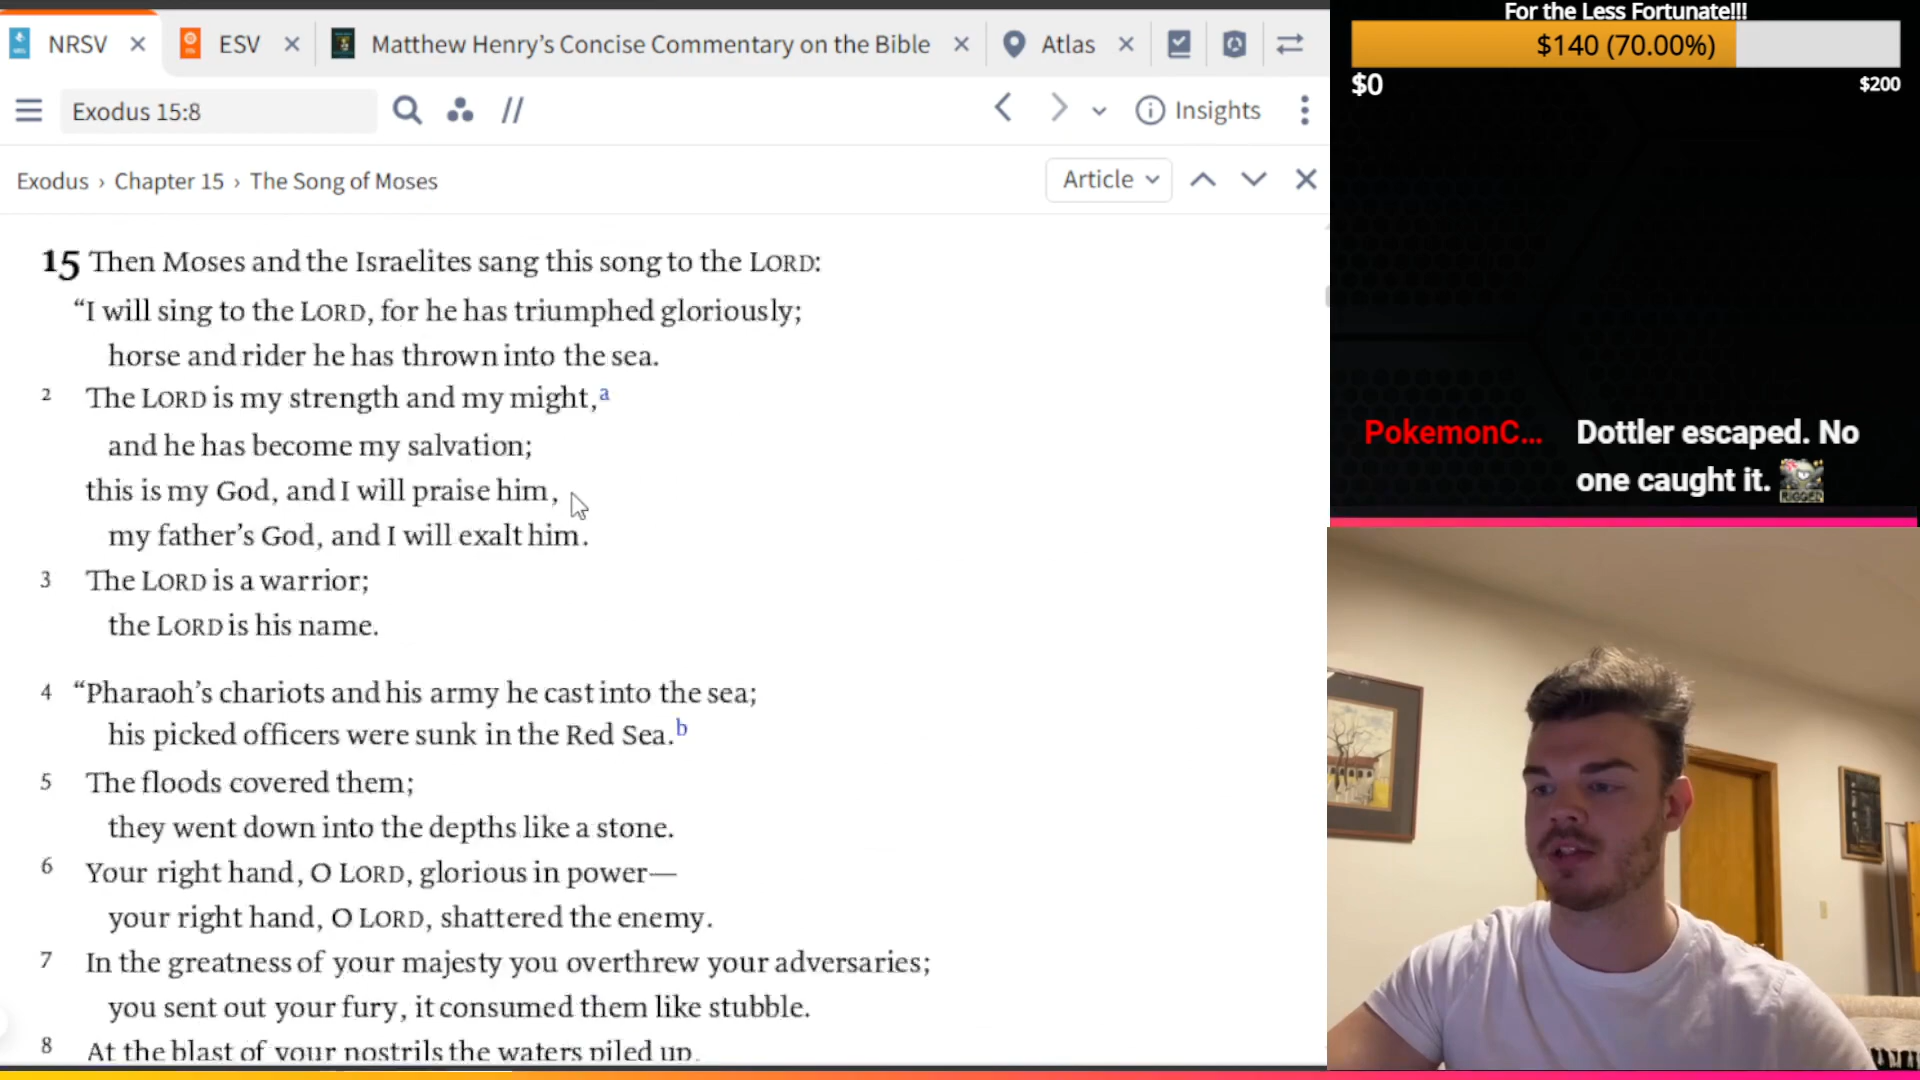 NRSV
ESV
Matthew Henry's Concise Commentary on the Bible
Atlas
Exodus 15:8
Insights
Exodus › Chapter 15 › The Song of Moses
Article
15 Then Moses and the Israelites sang this song to the LORD:
“I will sing to the LORD, for he has triumphed gloriously;
horse and rider he has thrown into the sea.
2 The LORD is my strength and my might,a
and he has become my salvation;
this is my God, and I will praise him,
my father’s God, and I will exalt him.
3 The LORD is a warrior;
the LORD is his name.
4 “Pharaoh’s chariots and his army he cast into the sea;
his picked officers were sunk in the Red Sea.b
5 The floods covered them;
they went down into the depths like a stone.
6 Your right hand, O LORD, glorious in power—
your right hand, O LORD, shattered the enemy.
7 In the greatness of your majesty you overthrew your adversaries;
you sent out your fury, it consumed them like stubble.
8 At the blast of your nostrils the waters piled up,
For the Less Fortunate!!!
$140 (70.00%)
$0
$200
PokemonC... Dottler escaped. No
one caught it.